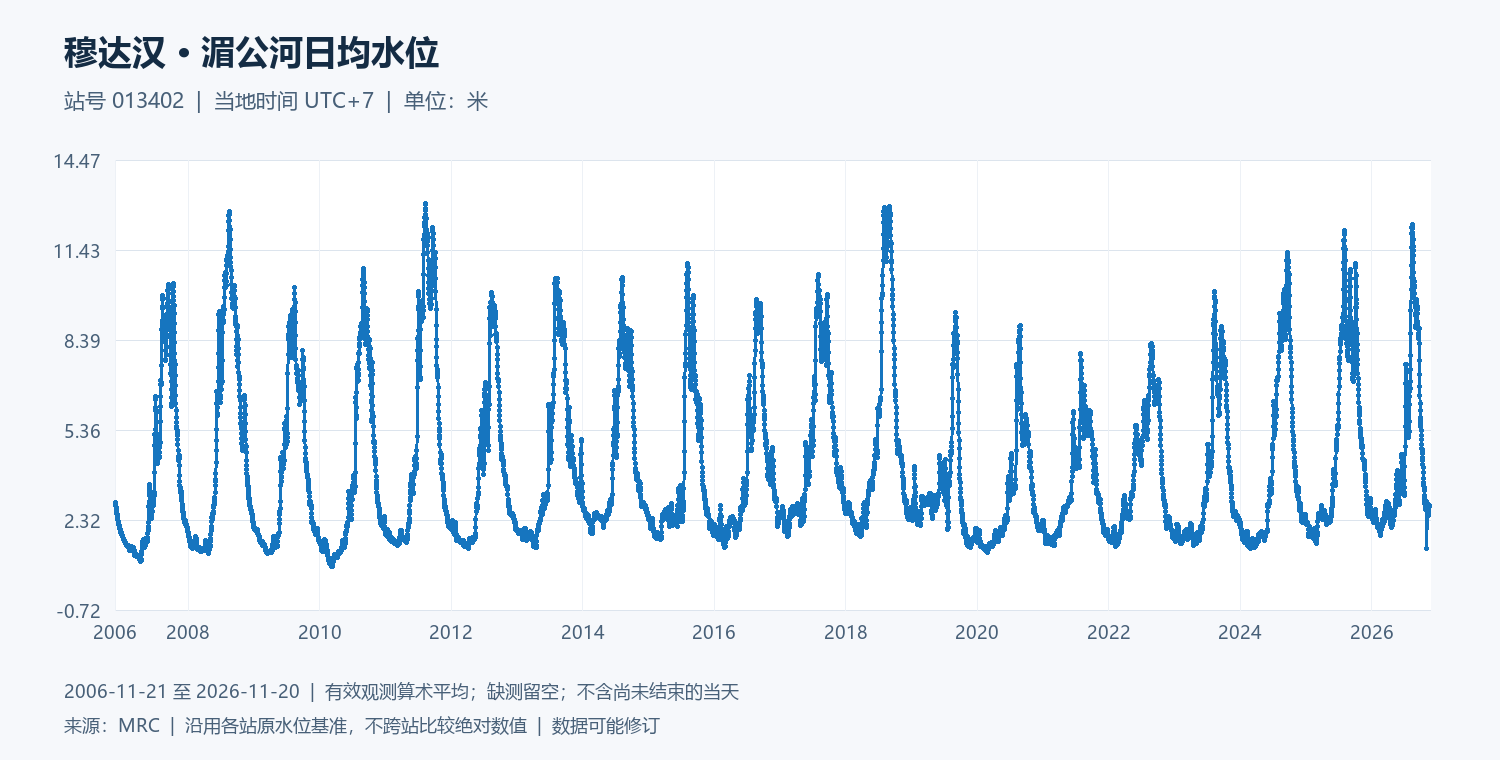 穆达汉 • 湄公河日均水位
站号 013402 | 当地时间 UTC+7 | 单位：米
14.47
11.43
8.39
5.36
2.32
-0.72
2006 2008 2010 2012 2014 2016 2018 2020 2022 2024 2026
2006-11-21 至 2026-11-20 | 有效观测算术平均；缺测留空；不含尚未结束的当天
来源：MRC | 沿用各站原水位基准，不跨站比较绝对数值 | 数据可能修订